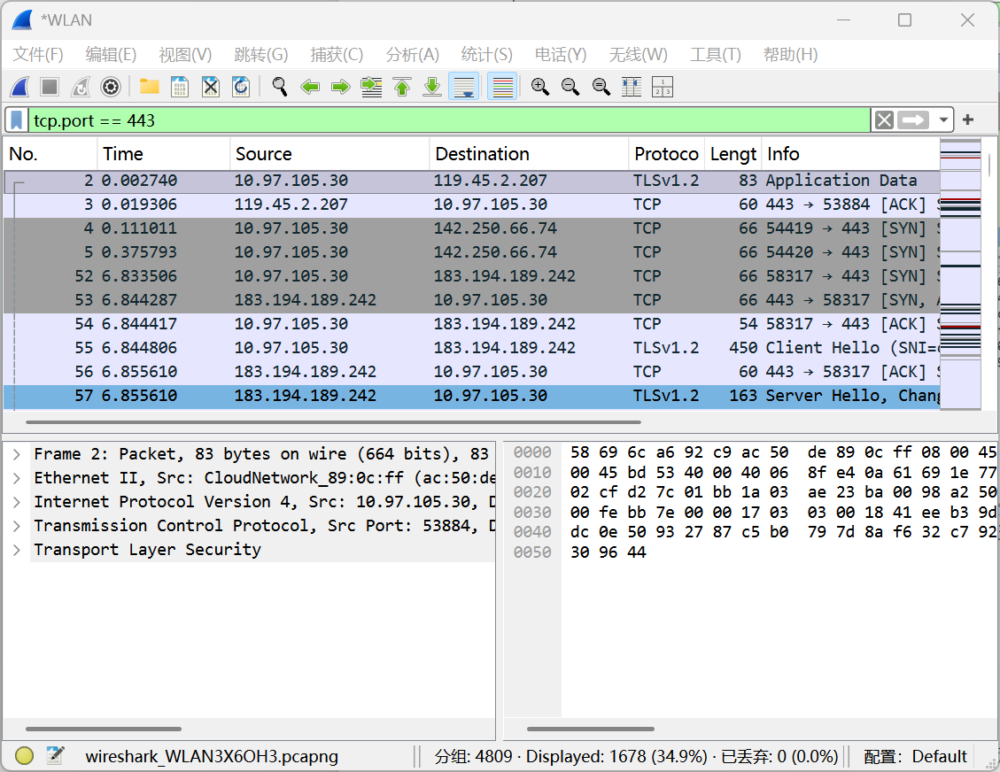 *WLAN
文件(F) 编辑(E) 视图(V) 跳转(G) 捕获(C) 分析(A) 统计(S) 电话(Y) 无线(W) 工具(T) 帮助(H)
tcp.port == 443
No. Time Source Destination Protoco Lengt Info
2 0.002740 10.97.105.30 119.45.2.207 TLSv1.2 83 Application Data
3 0.019306 119.45.2.207 10.97.105.30 TCP 60 443 → 53884 [ACK] S
4 0.111011 10.97.105.30 142.250.66.74 TCP 66 54419 → 443 [SYN] S
5 0.375793 10.97.105.30 142.250.66.74 TCP 66 54420 → 443 [SYN] S
52 6.833506 10.97.105.30 183.194.189.242 TCP 66 58317 → 443 [SYN] S
53 6.844287 183.194.189.242 10.97.105.30 TCP 66 443 → 58317 [SYN, A
54 6.844417 10.97.105.30 183.194.189.242 TCP 54 58317 → 443 [ACK] S
55 6.844806 10.97.105.30 183.194.189.242 TLSv1.2 450 Client Hello (SNI=
56 6.855610 183.194.189.242 10.97.105.30 TCP 60 443 → 58317 [ACK] S
57 6.855610 183.194.189.242 10.97.105.30 TLSv1.2 163 Server Hello, Chang
Frame 2: Packet, 83 bytes on wire (664 bits), 83
Ethernet II, Src: CloudNetwork_89:0c:ff (ac:50:de
Internet Protocol Version 4, Src: 10.97.105.30, D
Transmission Control Protocol, Src Port: 53884, D
Transport Layer Security
0000 58 69 6c a6 92 c9 ac 50 de 89 0c ff 08 00 45
0010 00 45 bd 53 40 00 40 06 8f e4 0a 61 69 1e 77
0020 02 cf d2 7c 01 bb 1a 03 ae 23 ba 00 98 a2 50
0030 00 fe bb 7e 00 00 17 03 03 00 18 41 ee b3 9d
0040 dc 0e 50 93 27 87 c5 b0 79 7d 8a f6 32 c7 92
0050 30 96 44
wireshark_WLAN3X6OH3.pcapng 分组: 4809 · Displayed: 1678 (34.9%) · 已丢弃: 0 (0.0%) 配置: Default